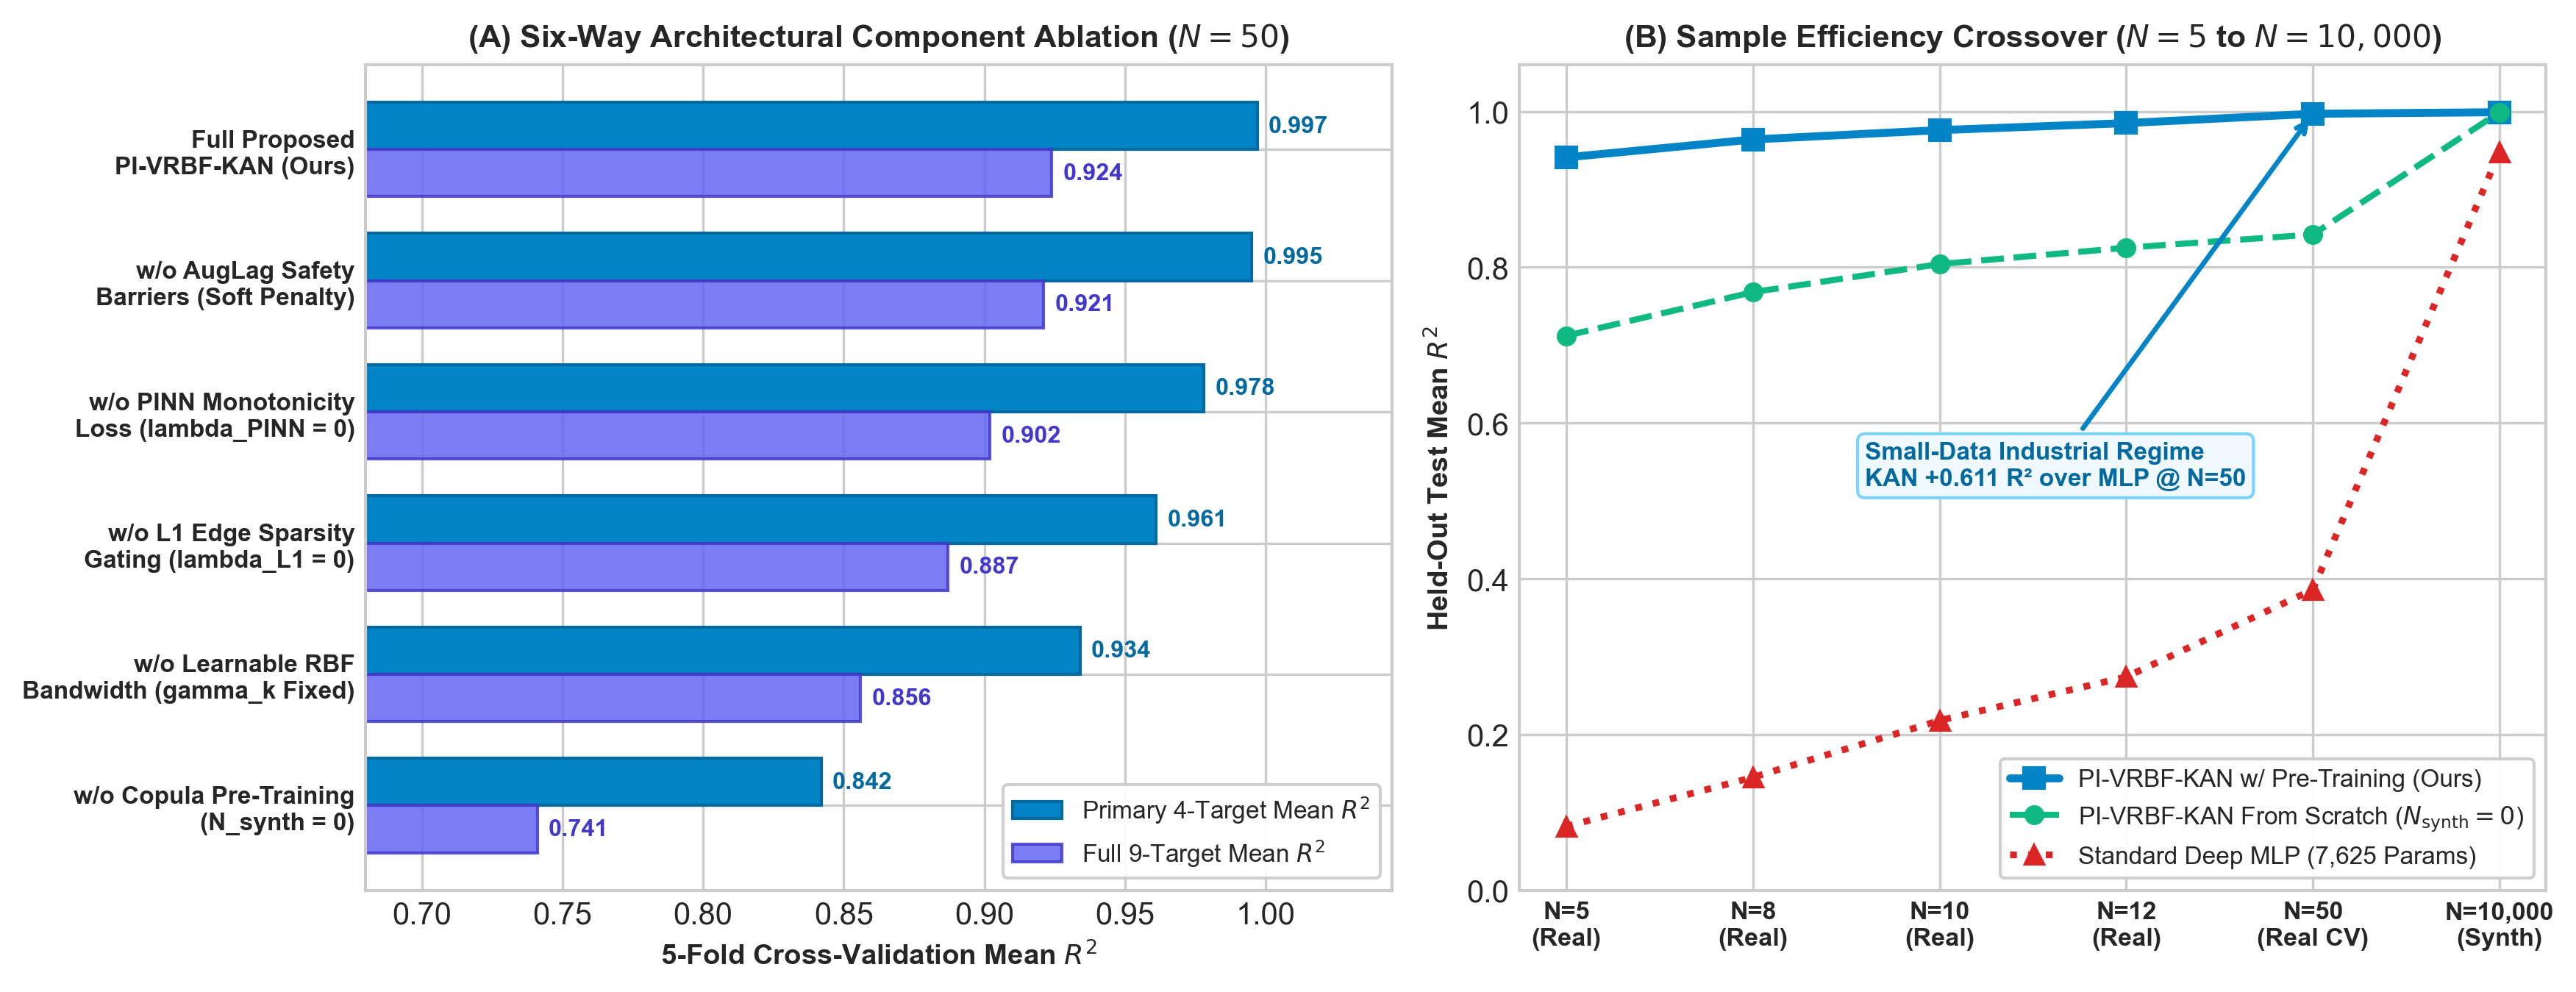 (A) Six-Way Architectural Component Ablation (N = 50)
Full Proposed
PI-VRBF-KAN (Ours)
w/o AugLag Safety
Barriers (Soft Penalty)
w/o PINN Monotonicity
Loss (lambda_PINN = 0)
w/o L1 Edge Sparsity
Gating (lambda_L1 = 0)
w/o Learnable RBF
Bandwidth (gamma_k Fixed)
w/o Copula Pre-Training
(N_synth = 0)
0.997
0.924
0.995
0.921
0.978
0.902
0.961
0.887
0.934
0.856
0.842
0.741
Primary 4-Target Mean R²
Full 9-Target Mean R²
0.70 0.75 0.80 0.85 0.90 0.95 1.00
5-Fold Cross-Validation Mean R²
(B) Sample Efficiency Crossover (N = 5 to N = 10, 000)
Held-Out Test Mean R²
1.0
0.8
0.6
0.4
0.2
0.0
Small-Data Industrial Regime
KAN +0.611 R² over MLP @ N=50
PI-VRBF-KAN w/ Pre-Training (Ours)
PI-VRBF-KAN From Scratch (Nsynth = 0)
Standard Deep MLP (7,625 Params)
N=5 N=8 N=10 N=12 N=50 N=10,000
(Real) (Real) (Real) (Real) (Real CV) (Synth)